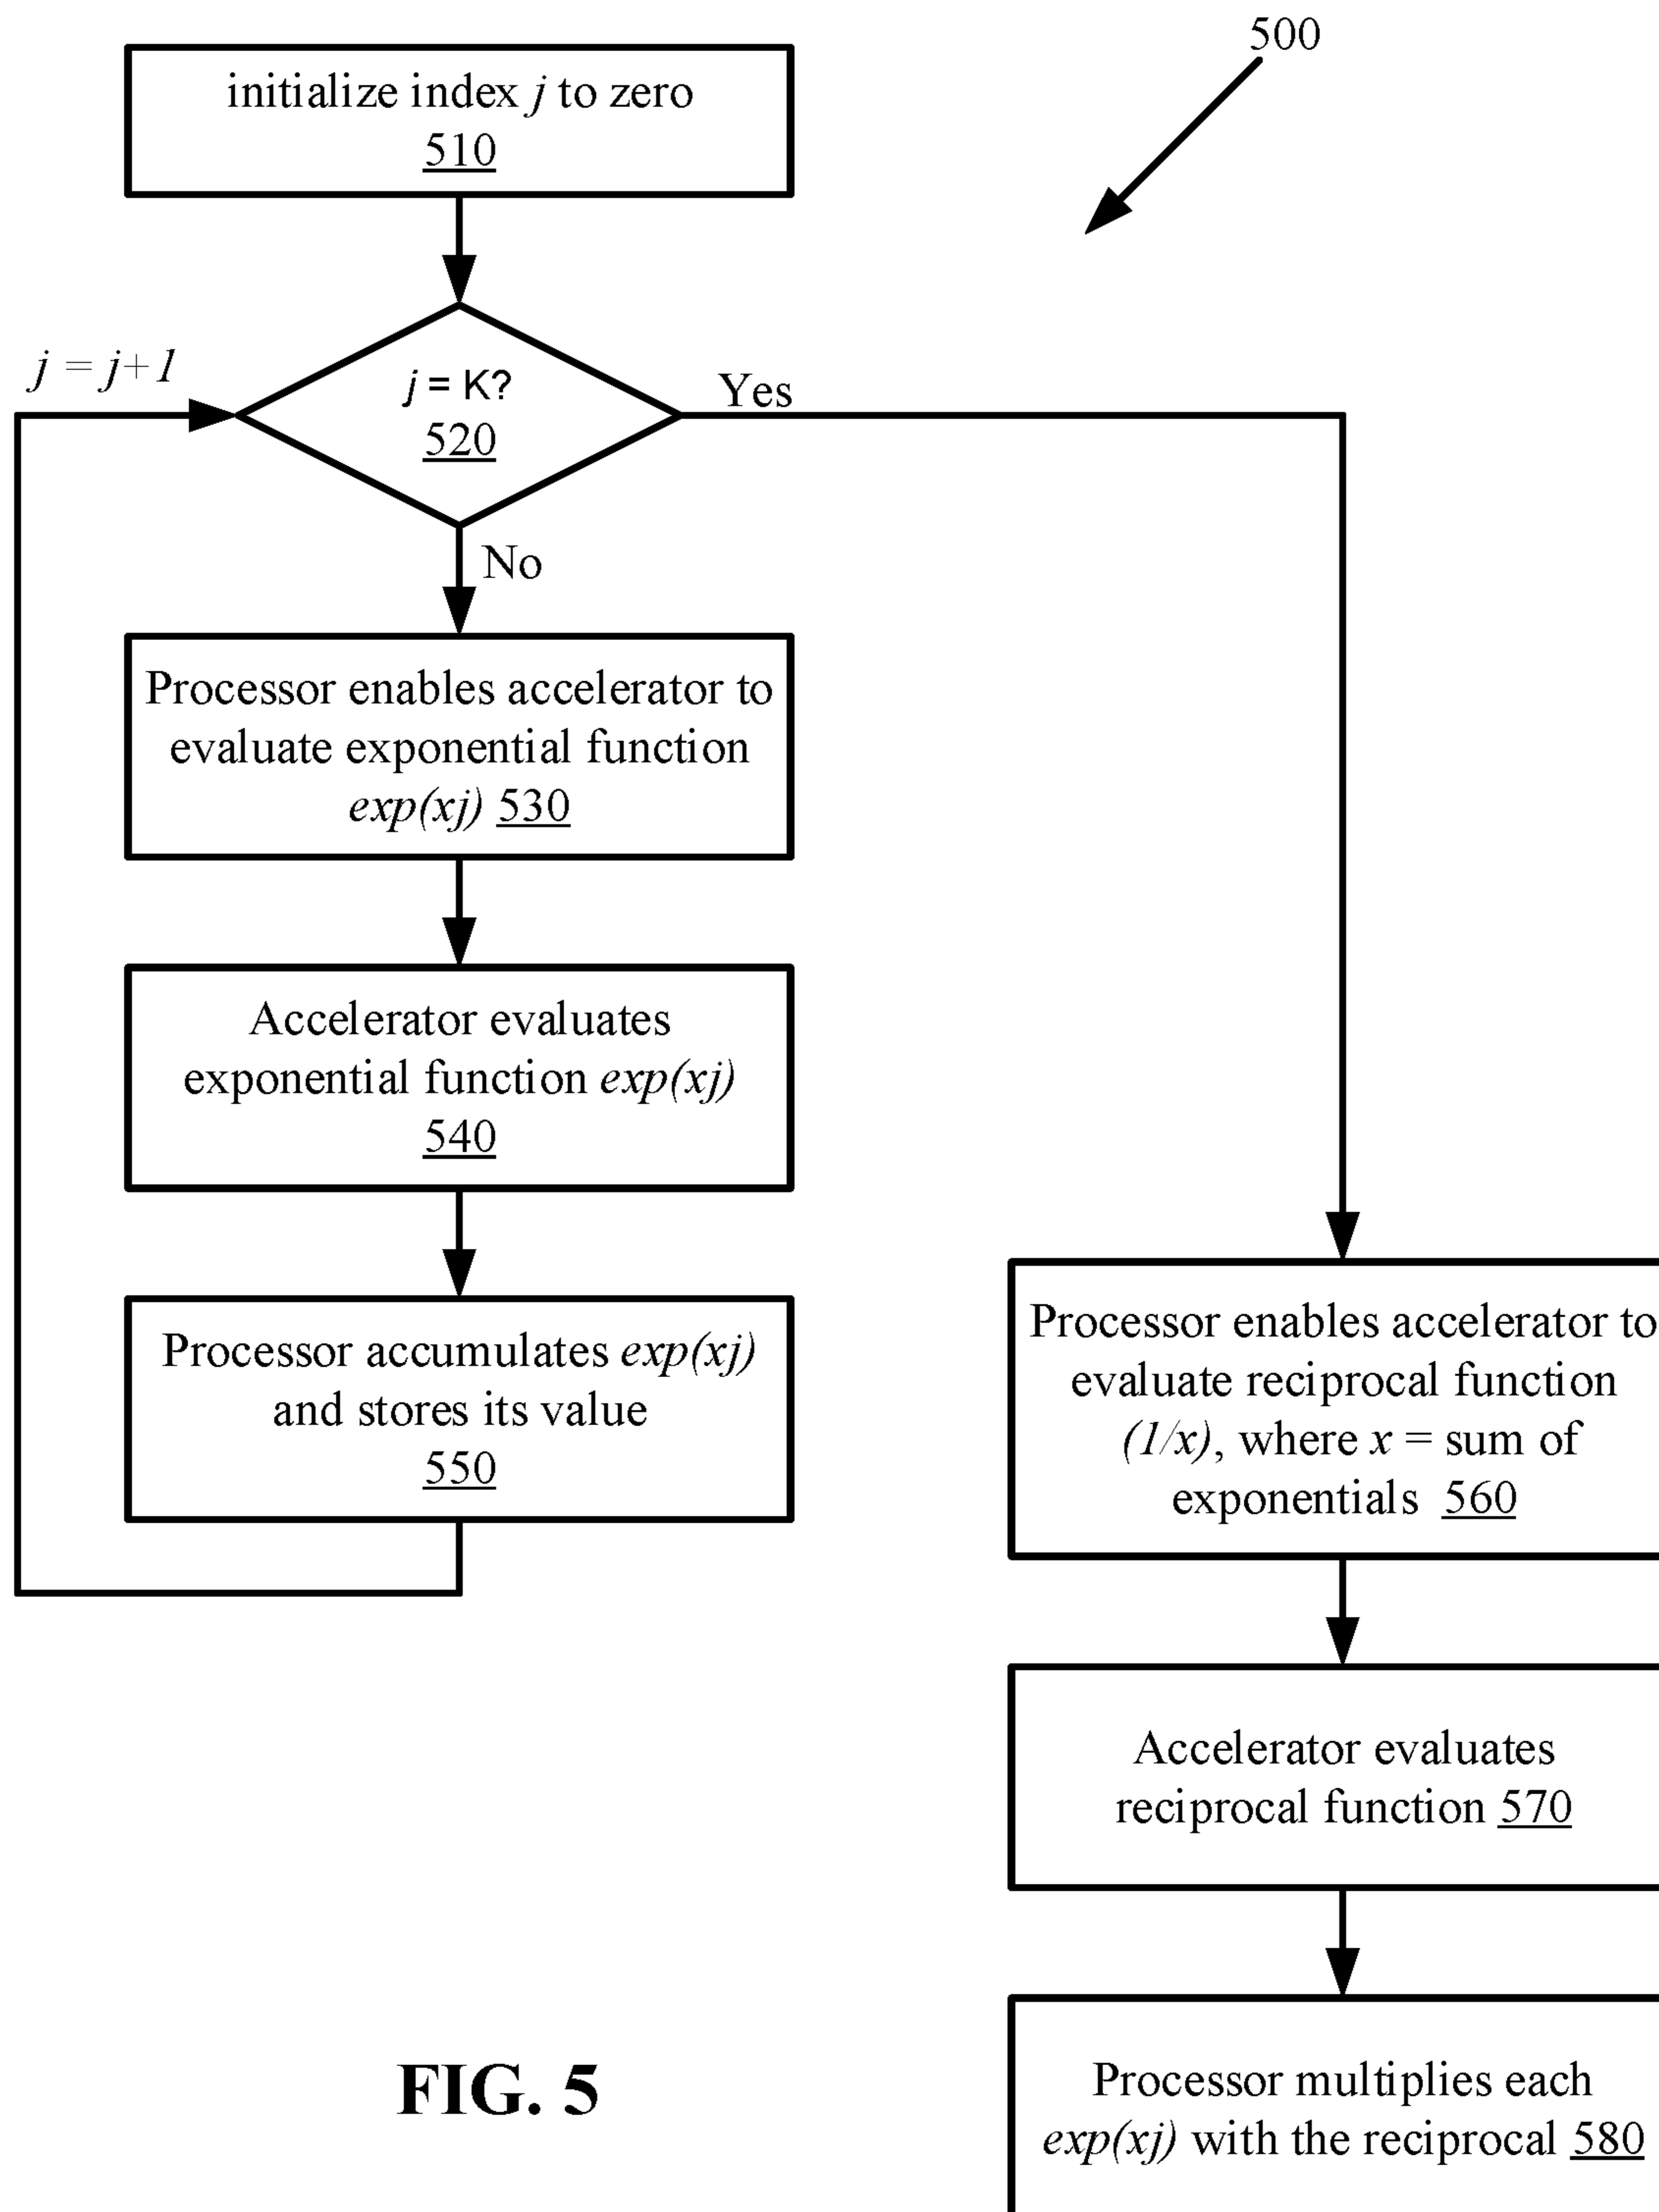 500
initialize index j to zero
510
j = j+1
j = K?
520
Yes
No
Processor enables accelerator to
evaluate exponential function
exp(xj) 530
Accelerator evaluates
exponential function exp(xj)
540
Processor accumulates exp(xj)
and stores its value
550
Processor enables accelerator to
evaluate reciprocal function
(1/x), where x = sum of
exponentials 560
Accelerator evaluates
reciprocal function 570
Processor multiplies each
exp(xj) with the reciprocal 580
FIG. 5